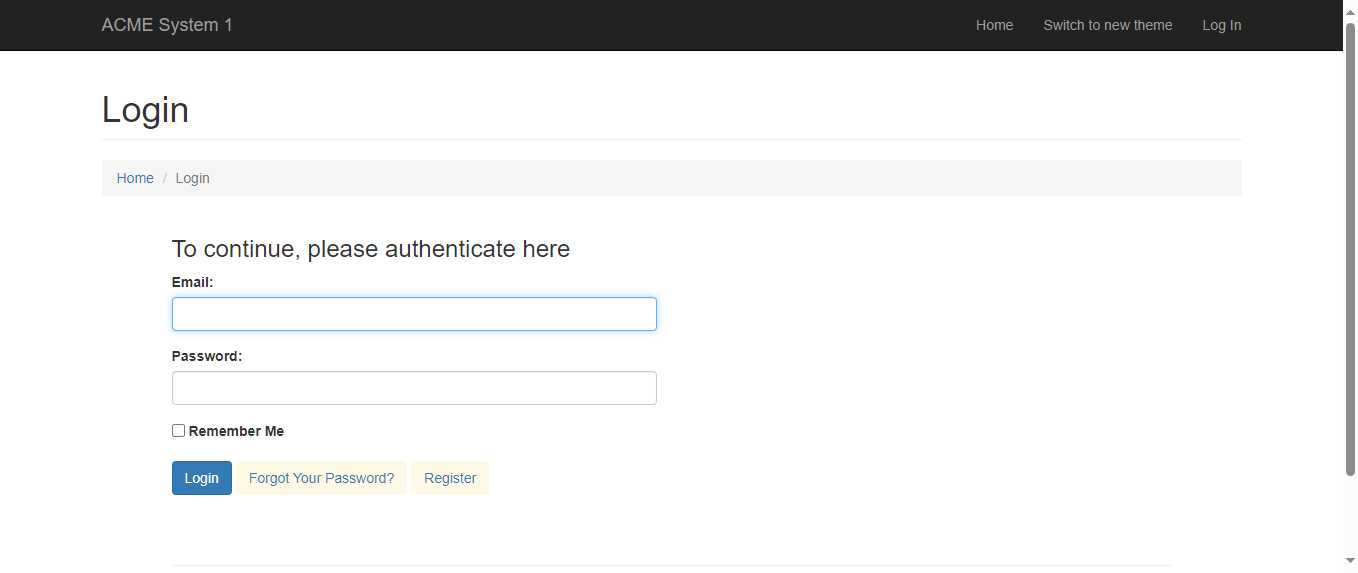 ACME System 1 Home Switch to new theme Log In
Login
Home / Login
To continue, please authenticate here
Email:
Password:
Remember Me
Login Forgot Your Password? Register